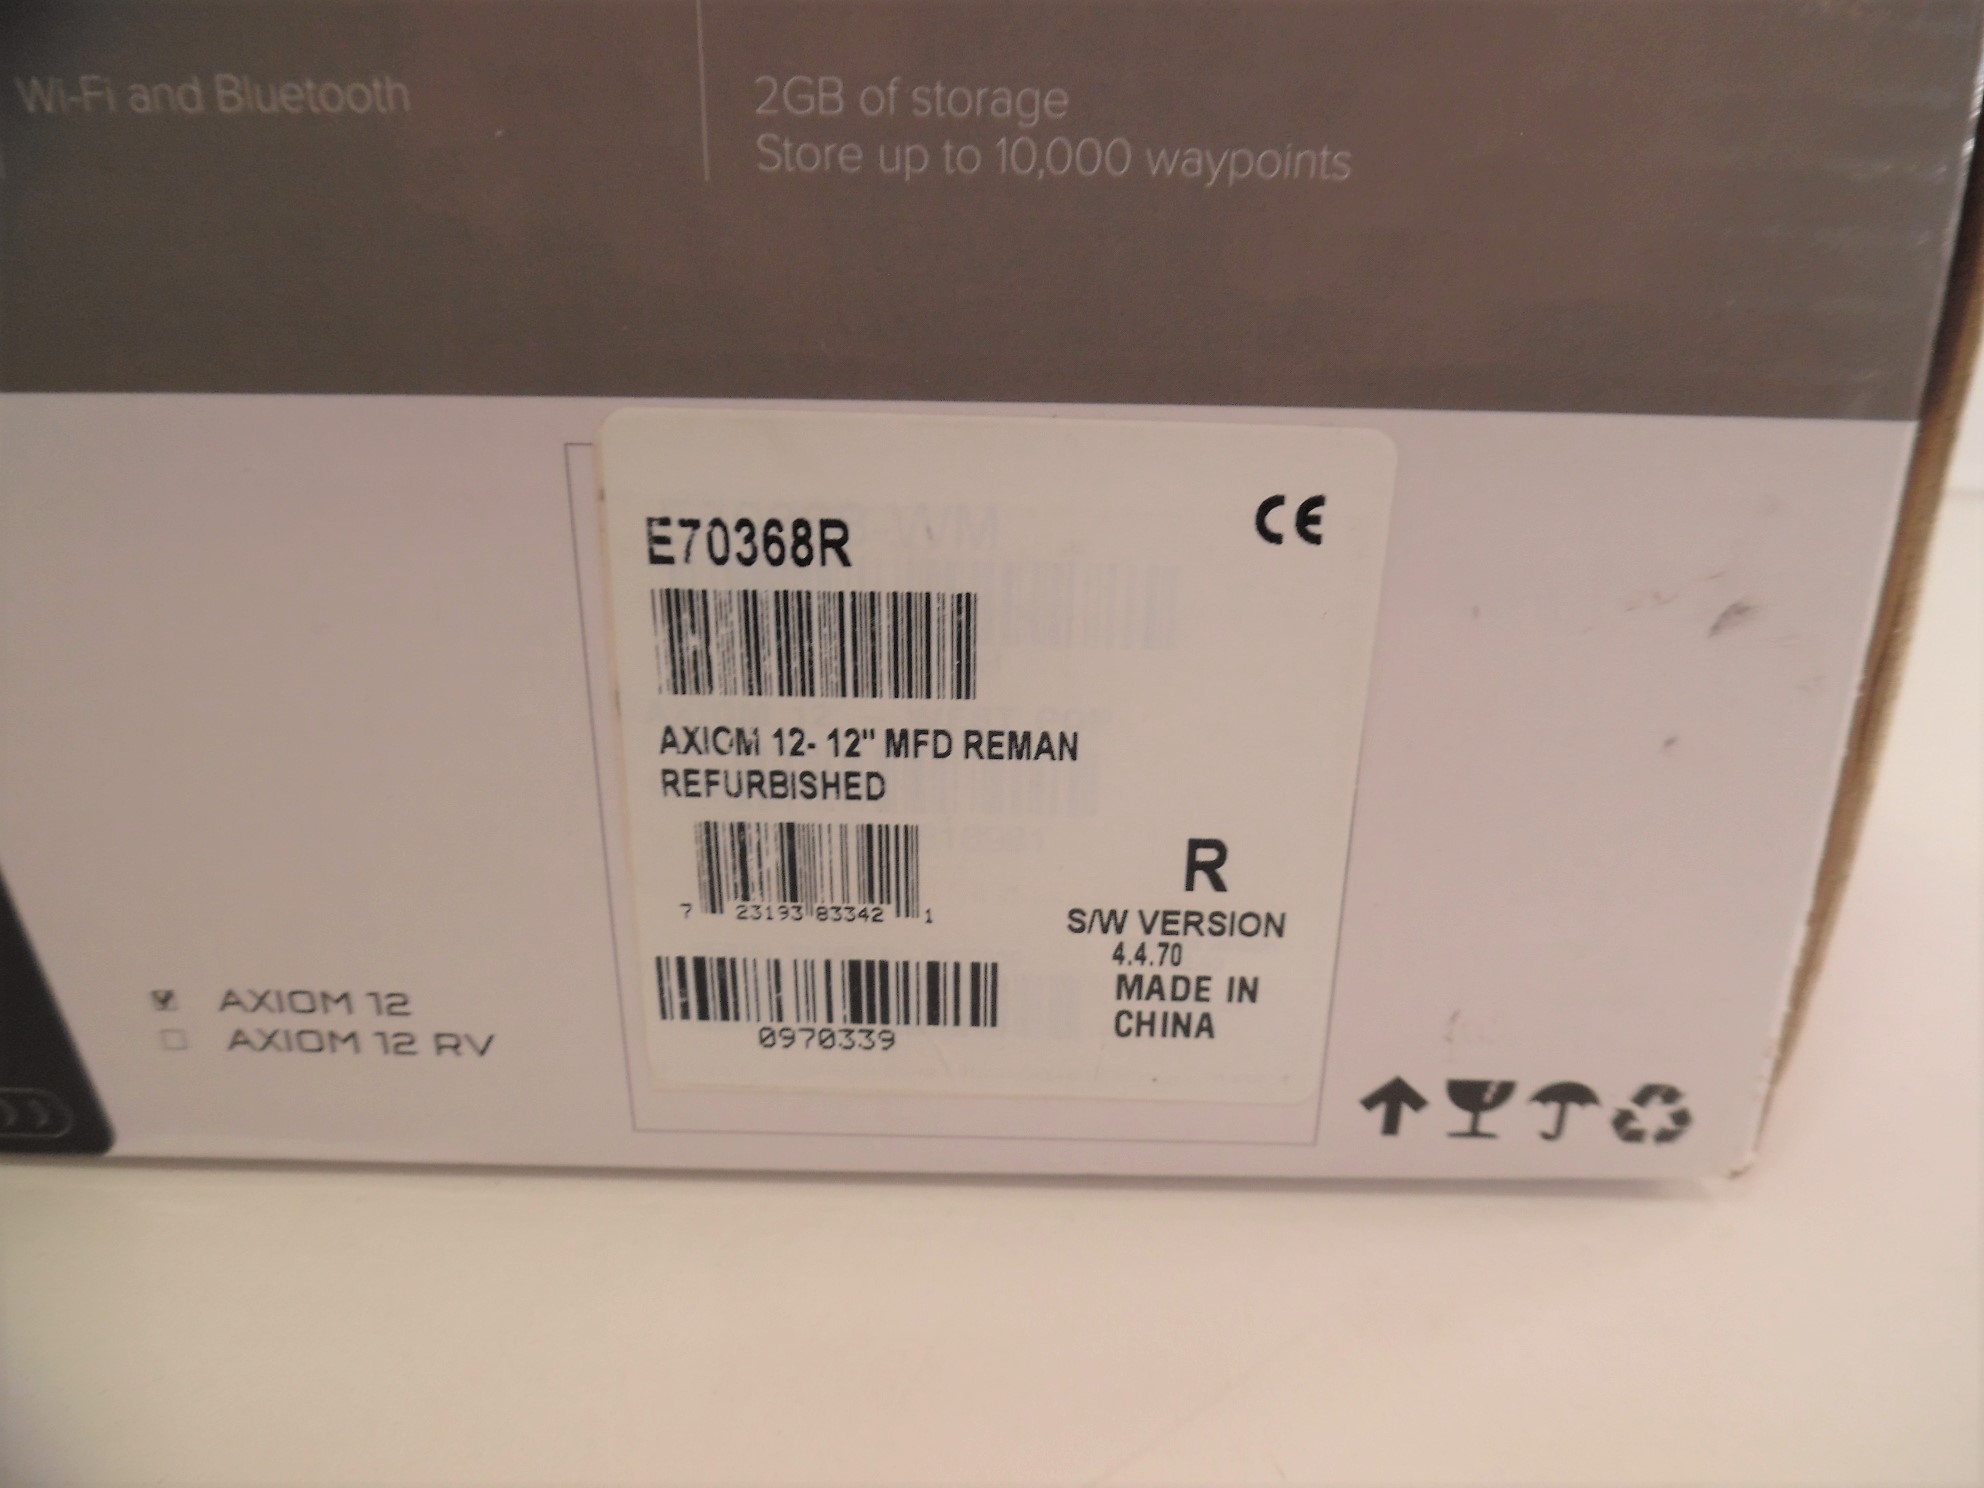 Wi-Fi and Bluetooth
2GB of storage
Store up to 10,000 waypoints
CE
E70368R
AXIOM 12- 12" MFD REMAN
REFURBISHED
7 23193 83342 1
R
S/W VERSION
4.4.70
MADE IN
CHINA
0970339
AXIOM 12
AXIOM 12 RV